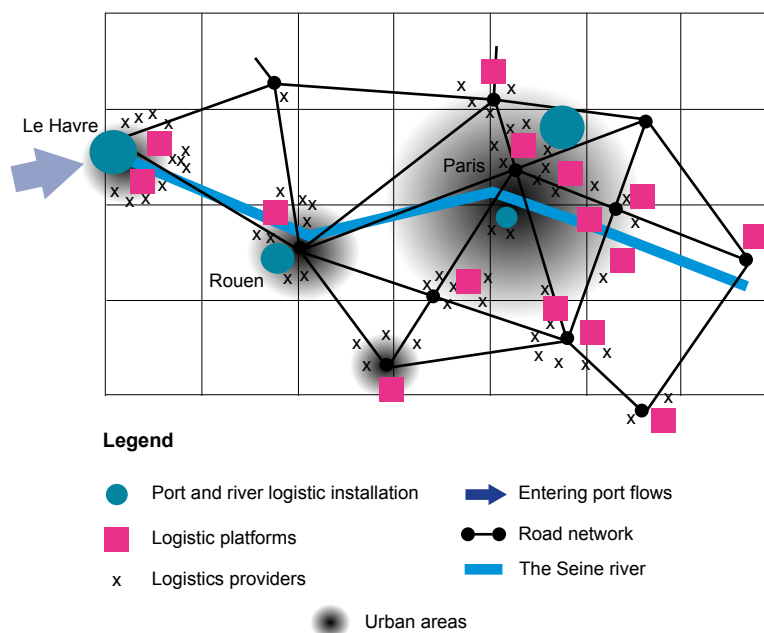 Le Havre
Paris
Rouen
Legend
Port and river logistic installation
Entering port flows
Logistic platforms
Road network
x Logistics providers
The Seine river
Urban areas